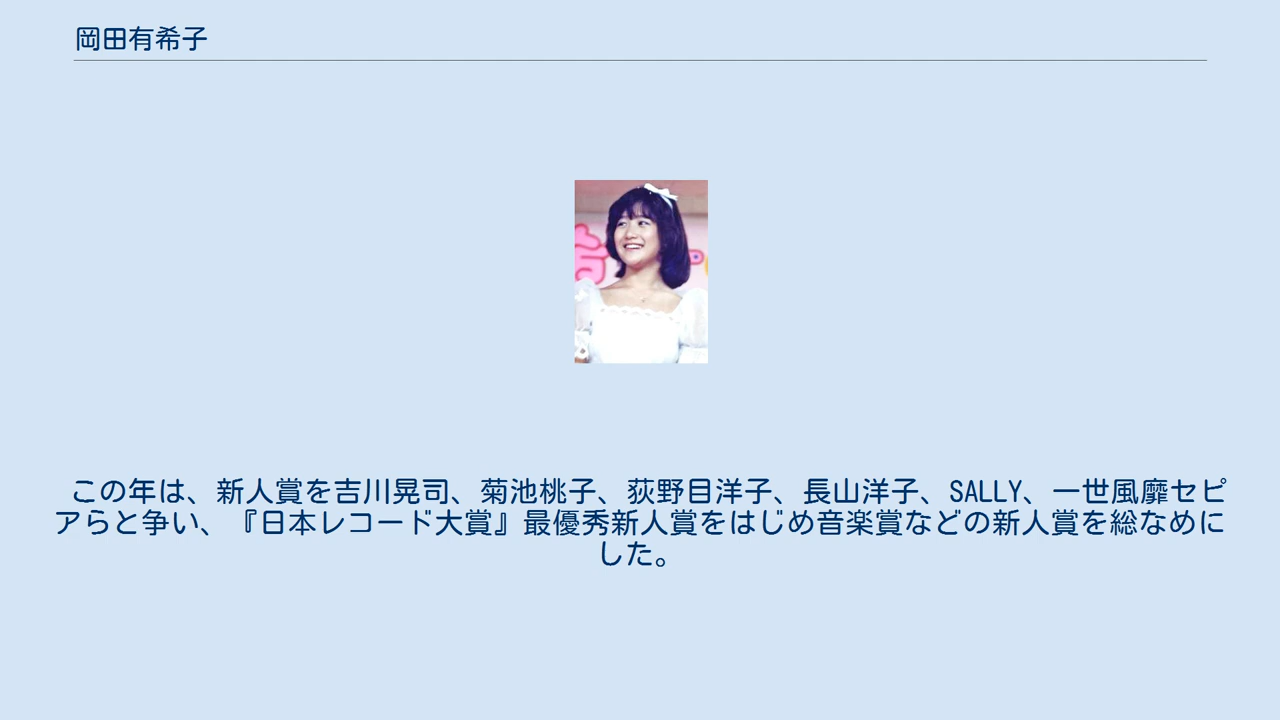 岡田有希子
この年は、新人賞を吉川晃司、菊池桃子、荻野目洋子、長山洋子、SALLY、一世風靡セピ
アらと争い、『日本レコード大賞』最優秀新人賞をはじめ音楽賞などの新人賞を総なめに
した。